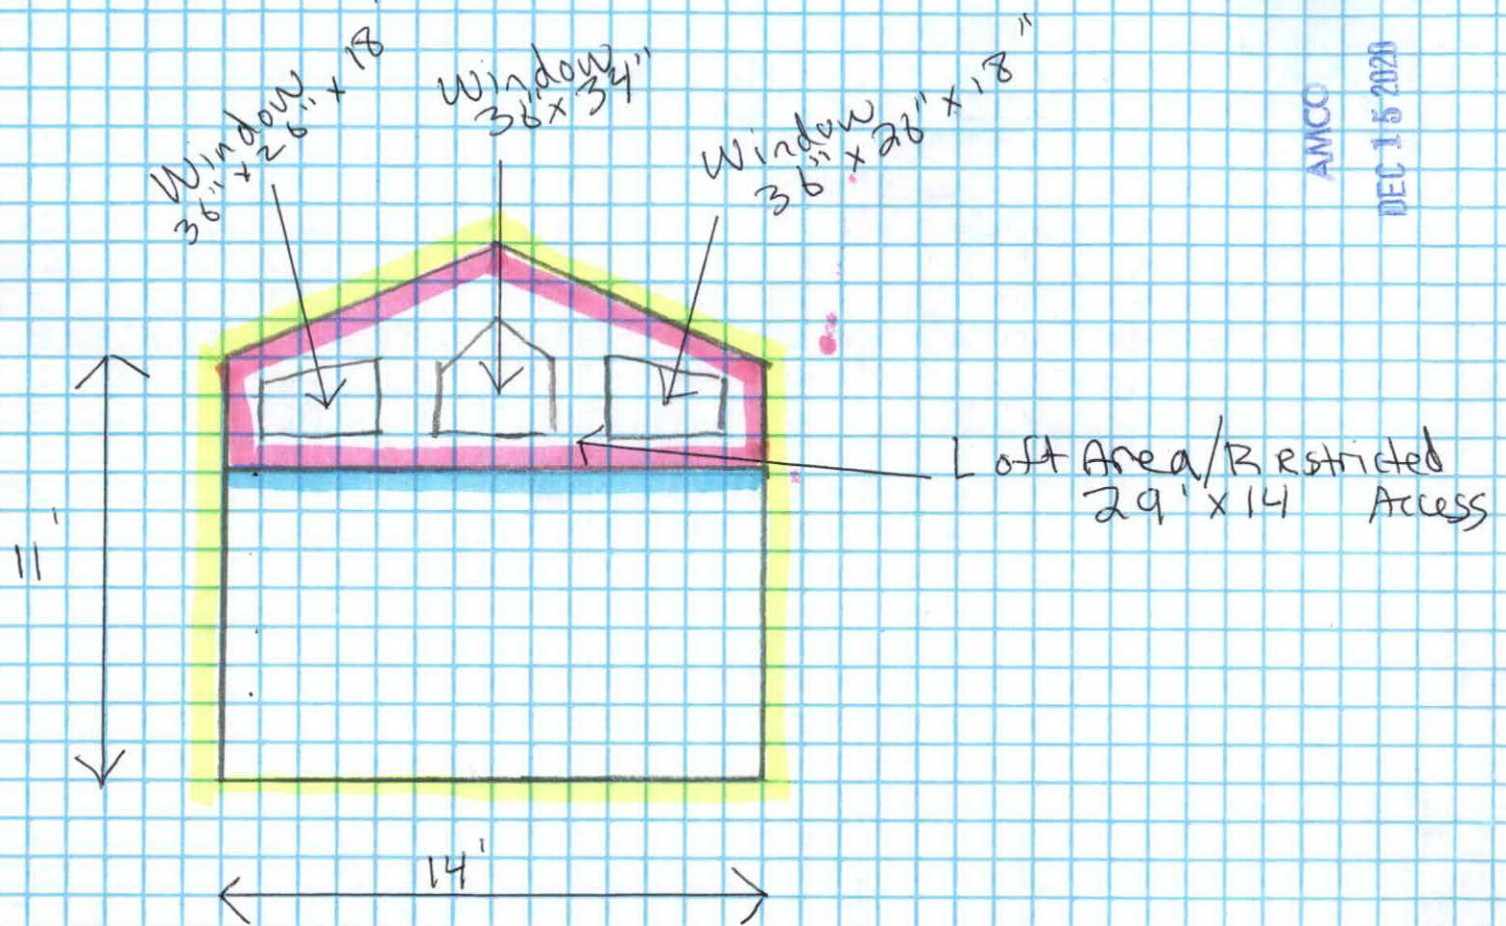 Window
36" x 26" x 18
Window
36" x 34"
Window
36" x 26" x 18"
AMCO
DEC 15 2020
Loft Area/Restricted
29' x 14 Access
11'
14'